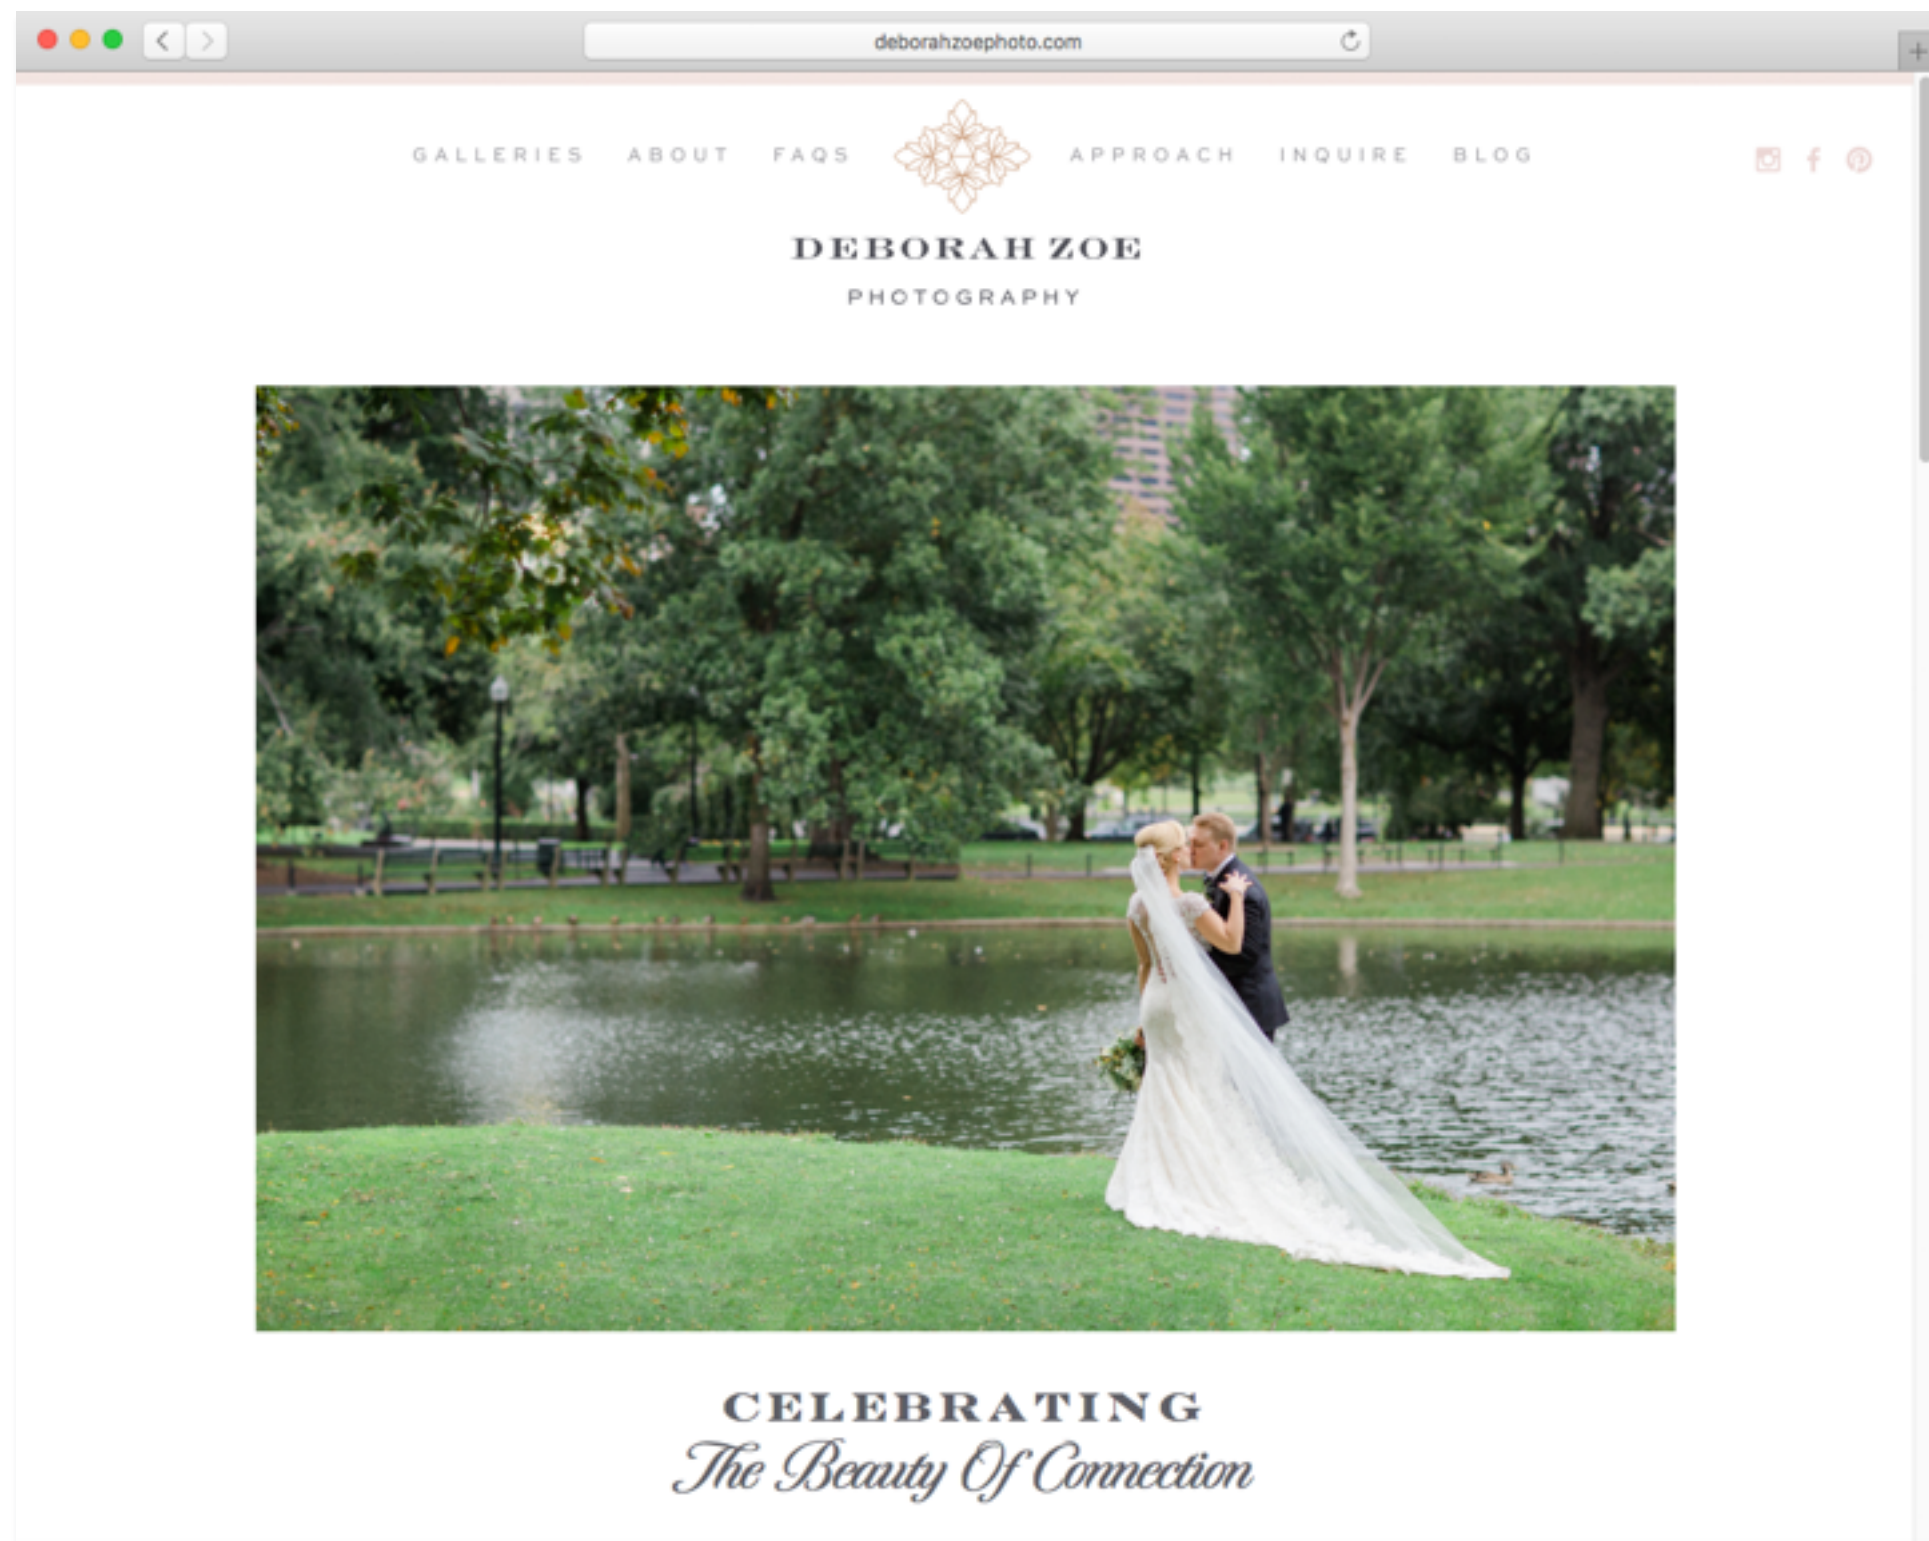 deborahzoephoto.com
GALLERIES ABOUT FAQS APPROACH INQUIRE BLOG
DEBORAH ZOE
PHOTOGRAPHY
CELEBRATING
The Beauty Of Connection